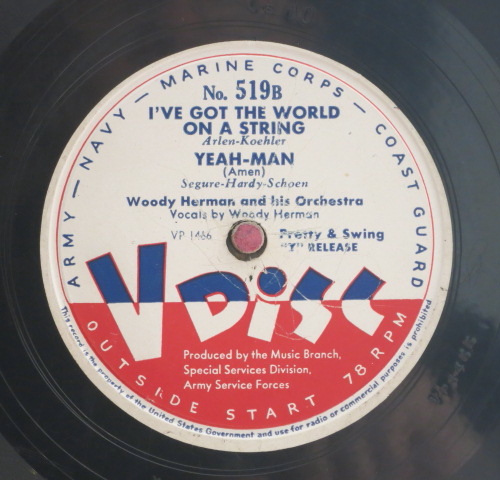 ARMY — NAVY — MARINE CORPS — COAST GUARD
No. 519B
I'VE GOT THE WORLD
ON A STRING
Arlen-Koehler
YEAH-MAN
(Amen)
Segure-Hardy-Schoen
Woody Herman and his Orchestra
Vocals by Woody Herman
VP 1466
Pretty & Swing
"Y" RELEASE
V DISC
Produced by the Music Branch,
Special Services Division,
Army Service Forces
OUTSIDE START 78 RPM
This record is the property of the United States Government and use for radio or commercial purposes is prohibited